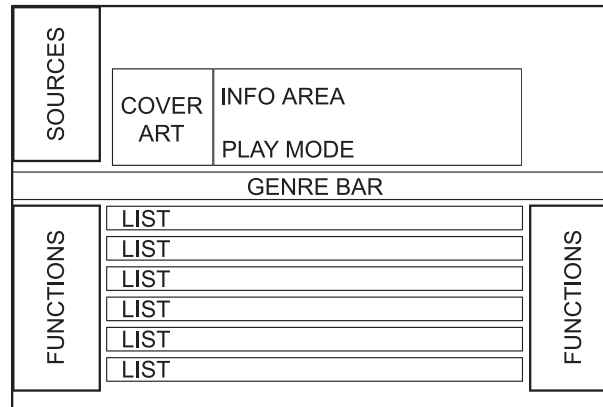 SOURCES
COVER
ART
INFO AREA
PLAY MODE
GENRE BAR
FUNCTIONS
LIST
LIST
LIST
LIST
LIST
LIST
FUNCTIONS